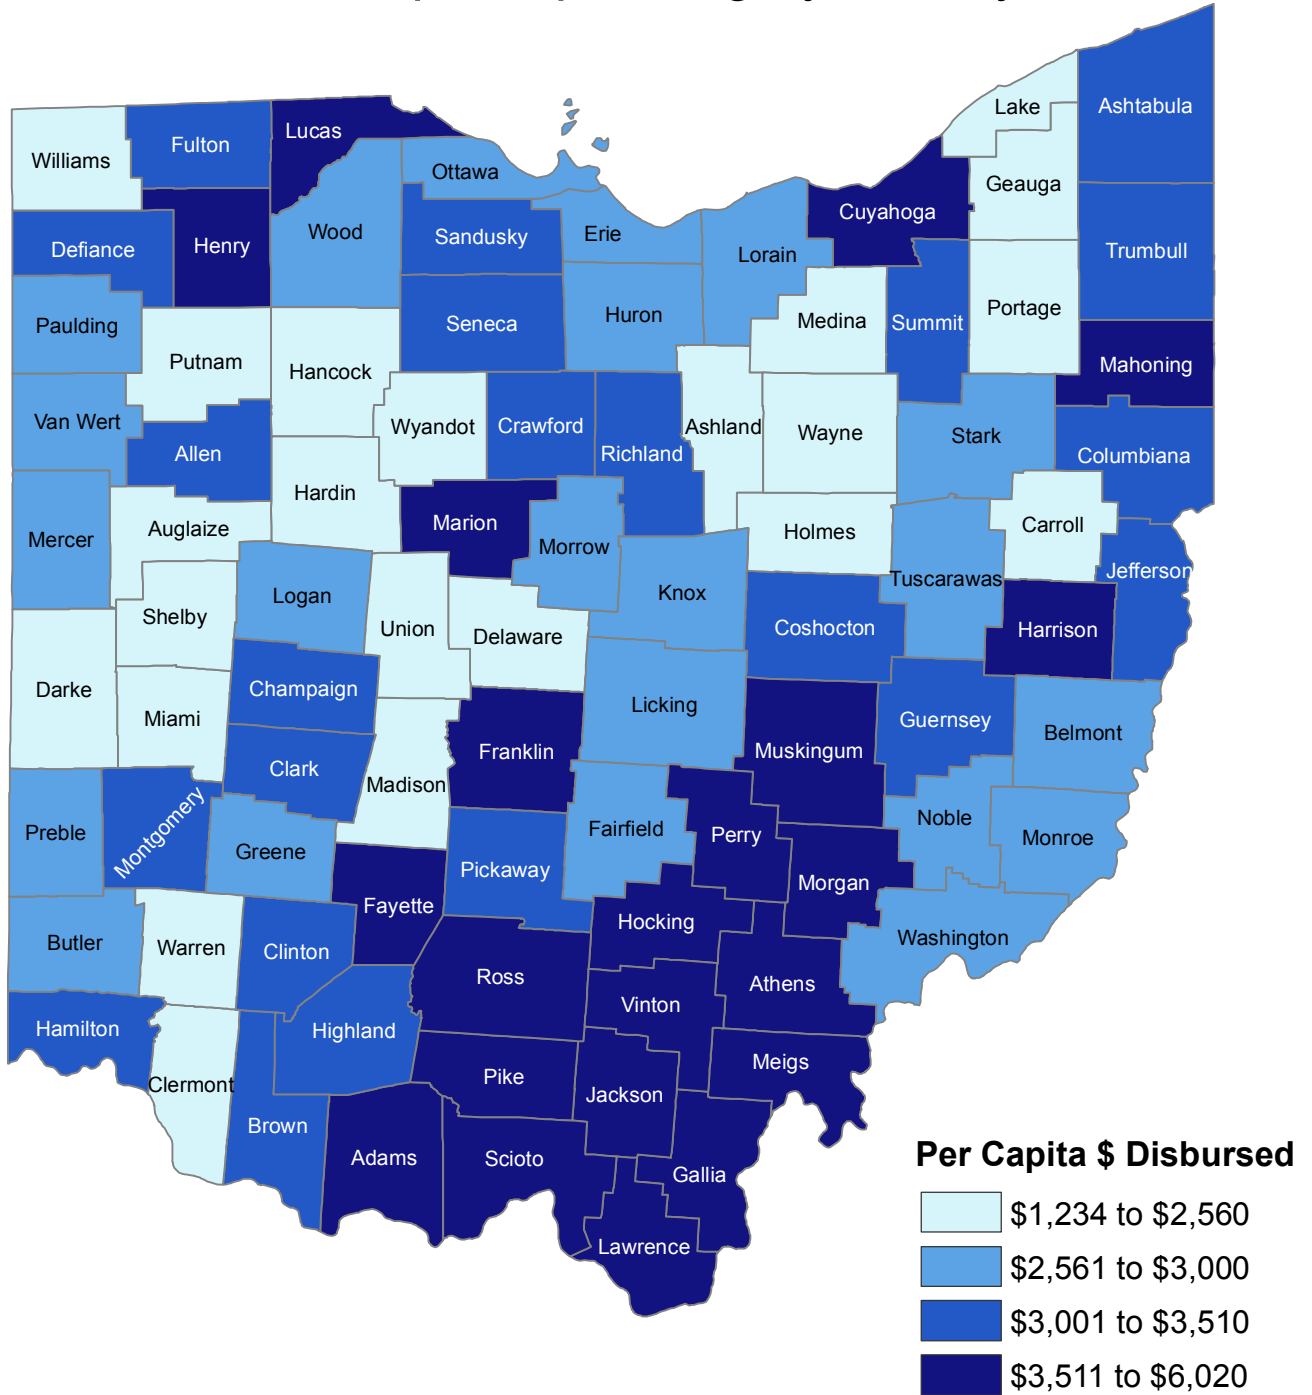 Lake
Ashtabula
Lucas
Fulton
Williams
Ottawa
Geauga
Cuyahoga
Wood
Erie
Sandusky
Henry
Defiance
Lorain
Trumbull
Portage
Huron
Medina
Summit
Seneca
Paulding
Putnam
Mahoning
Hancock
Van Wert
Wyandot
Crawford
Ashland
Wayne
Stark
Allen
Richland
Columbiana
Hardin
Marion
Auglaize
Carroll
Holmes
Mercer
Morrow
Jefferson
Tuscarawas
Knox
Logan
Shelby
Union
Delaware
Coshocton
Harrison
Darke
Champaign
Licking
Miami
Guernsey
Belmont
Franklin
Muskingum
Clark
Madison
Noble
Fairfield
Preble
Montgomery
Perry
Monroe
Greene
Pickaway
Morgan
Fayette
Hocking
Washington
Butler
Warren
Clinton
Ross
Athens
Vinton
Hamilton
Highland
Meigs
Pike
Clermont
Jackson
Brown
Adams
Scioto
Gallia
Lawrence
Per Capita $ Disbursed
$1,234 to $2,560
$2,561 to $3,000
$3,001 to $3,510
$3,511 to $6,020